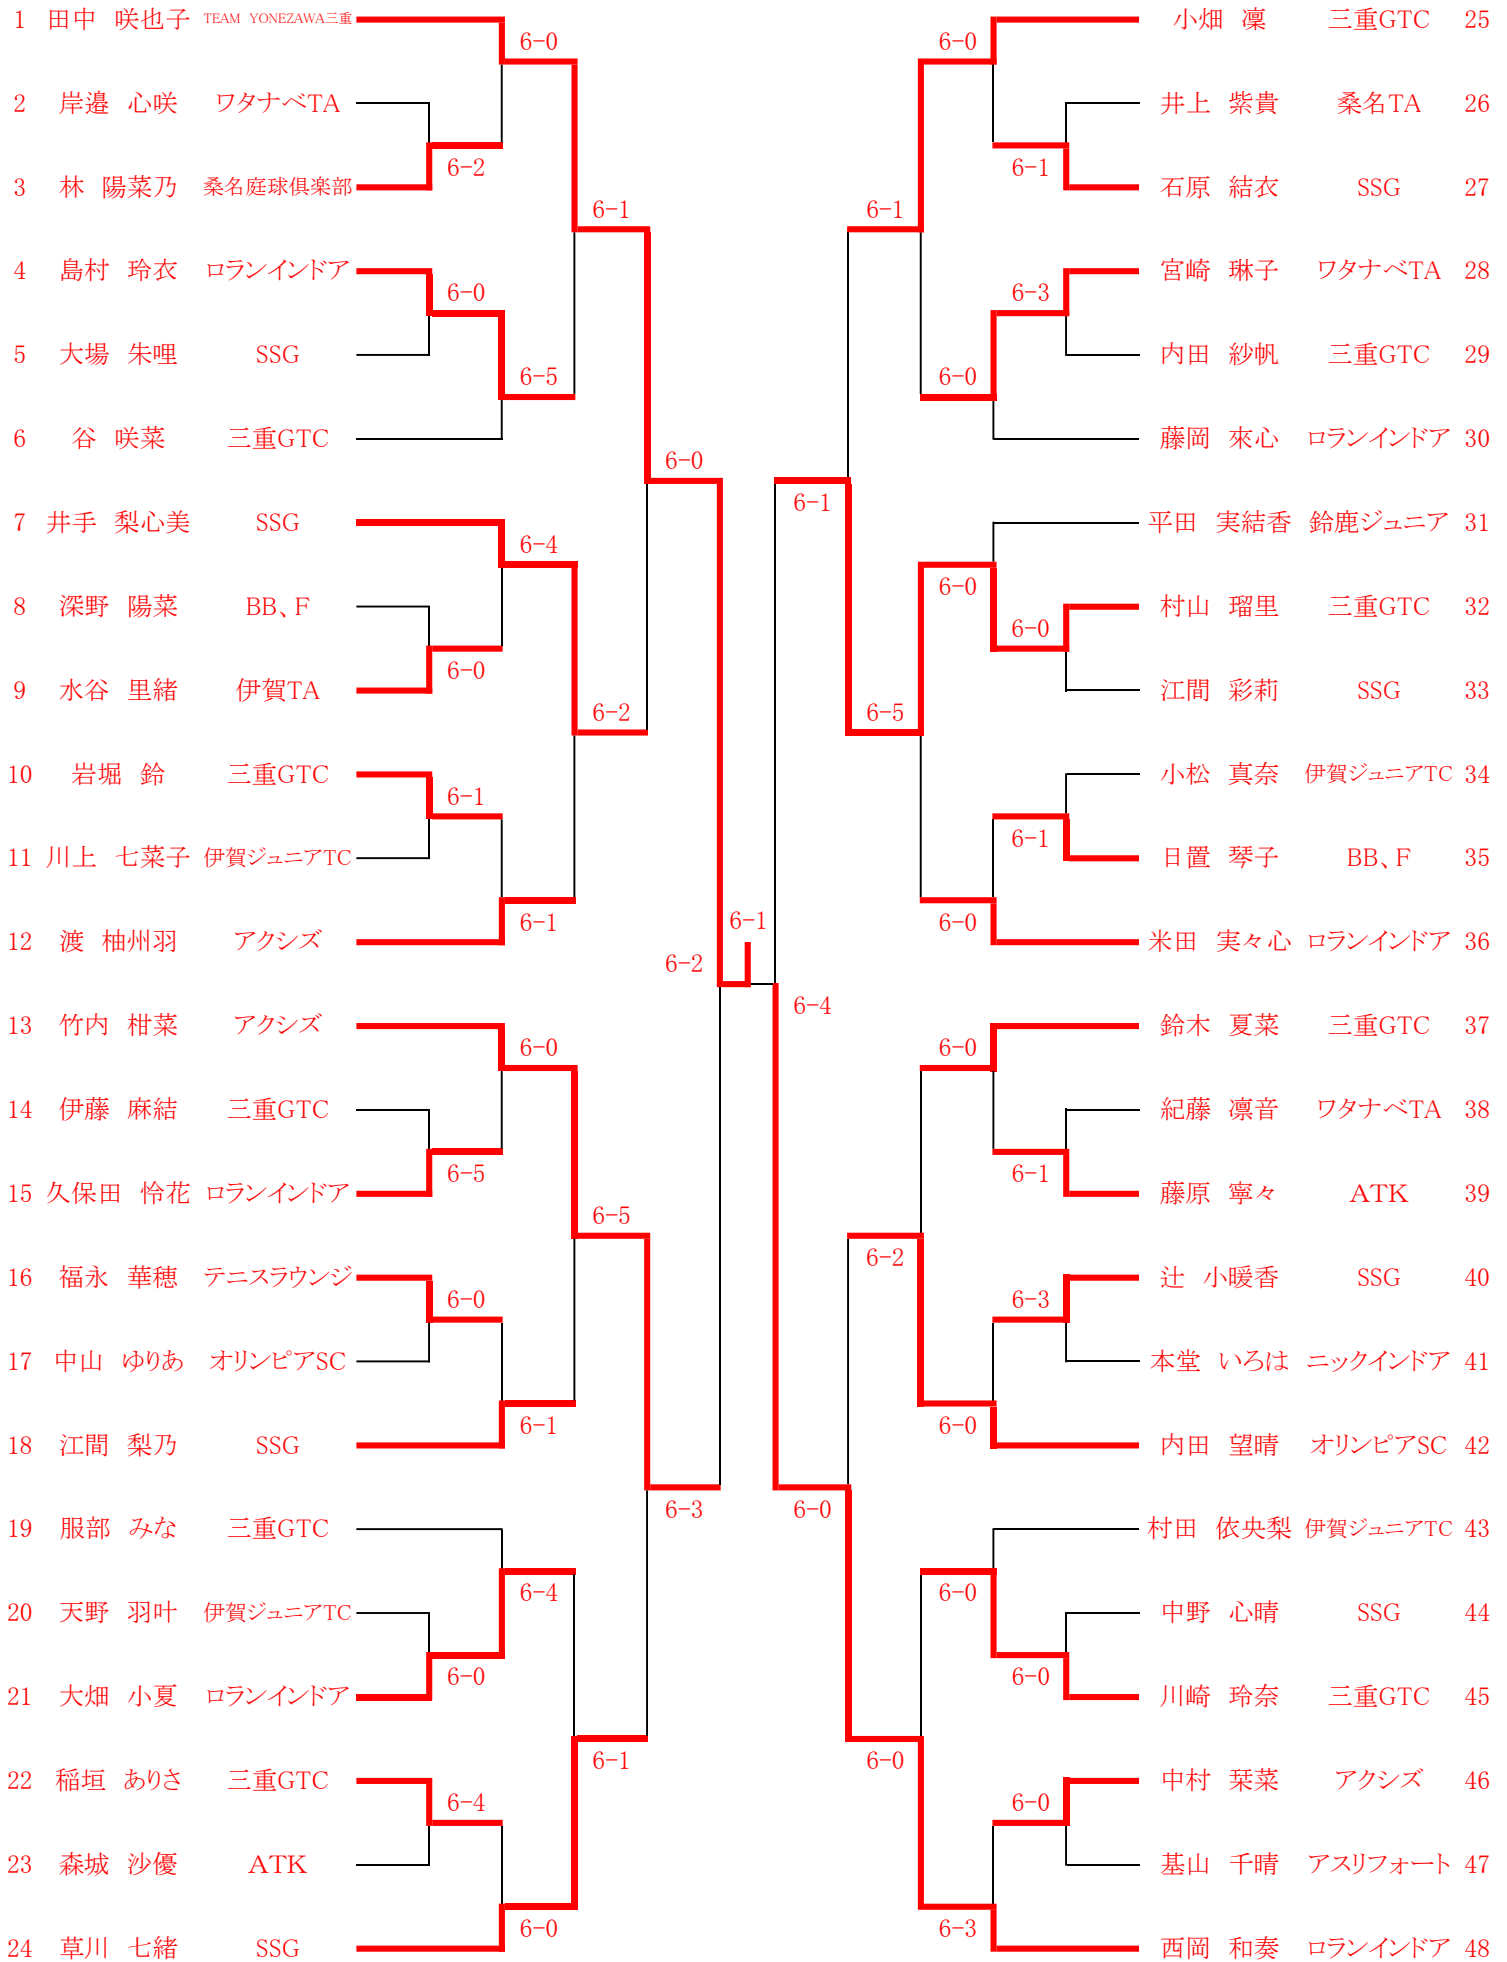 1 田中 咲也子 TEAM YONEZAWA三重
6-0
2 岸邉 心咲 ワタナベTA
6-2
3 林 陽菜乃 桑名庭球倶楽部
6-1
4 島村 玲衣 ロランインドア
6-0
5 大場 朱哩 SSG
6-5
6 谷 咲菜 三重GTC
6-0
7 井手 梨心美 SSG
6-4
8 深野 陽菜 BB、F
6-0
9 水谷 里緒 伊賀TA
6-2
10 岩堀 鈴 三重GTC
6-1
11 川上 七菜子 伊賀ジュニアTC
6-1
12 渡 柚州羽 アクシズ
6-2
13 竹内 柑菜 アクシズ
6-0
14 伊藤 麻結 三重GTC
6-5
15 久保田 怜花 ロランインドア
6-5
16 福永 華穂 テニスラウンジ
6-0
17 中山 ゆりあ オリンピアSC
6-1
18 江間 梨乃 SSG
6-3
19 服部 みな 三重GTC
6-4
20 天野 羽叶 伊賀ジュニアTC
6-0
21 大畑 小夏 ロランインドア
6-1
22 稲垣 ありさ 三重GTC
6-4
23 森城 沙優 ATK
6-0
24 草川 七緒 SSG
6-1
小畑 凜 三重GTC 25
6-0
井上 紫貴 桑名TA 26
6-1
石原 結衣 SSG 27
6-1
宮崎 琳子 ワタナベTA 28
6-3
内田 紗帆 三重GTC 29
6-0
藤岡 來心 ロランインドア 30
6-1
平田 実結香 鈴鹿ジュニア 31
6-0
村山 瑠里 三重GTC 32
6-0
江間 彩莉 SSG 33
6-5
小松 真奈 伊賀ジュニアTC 34
6-1
日置 琴子 BB、F 35
6-0
米田 実々心 ロランインドア 36
6-4
鈴木 夏菜 三重GTC 37
6-0
紀藤 凛音 ワタナベTA 38
6-1
藤原 寧々 ATK 39
6-2
辻 小暖香 SSG 40
6-3
本堂 いろは ニックインドア 41
6-0
内田 望晴 オリンピアSC 42
6-0
村田 依央梨 伊賀ジュニアTC 43
6-0
中野 心晴 SSG 44
6-0
川崎 玲奈 三重GTC 45
6-0
中村 栞菜 アクシズ 46
6-0
基山 千晴 アスリフォート 47
6-3
西岡 和奏 ロランインドア 48